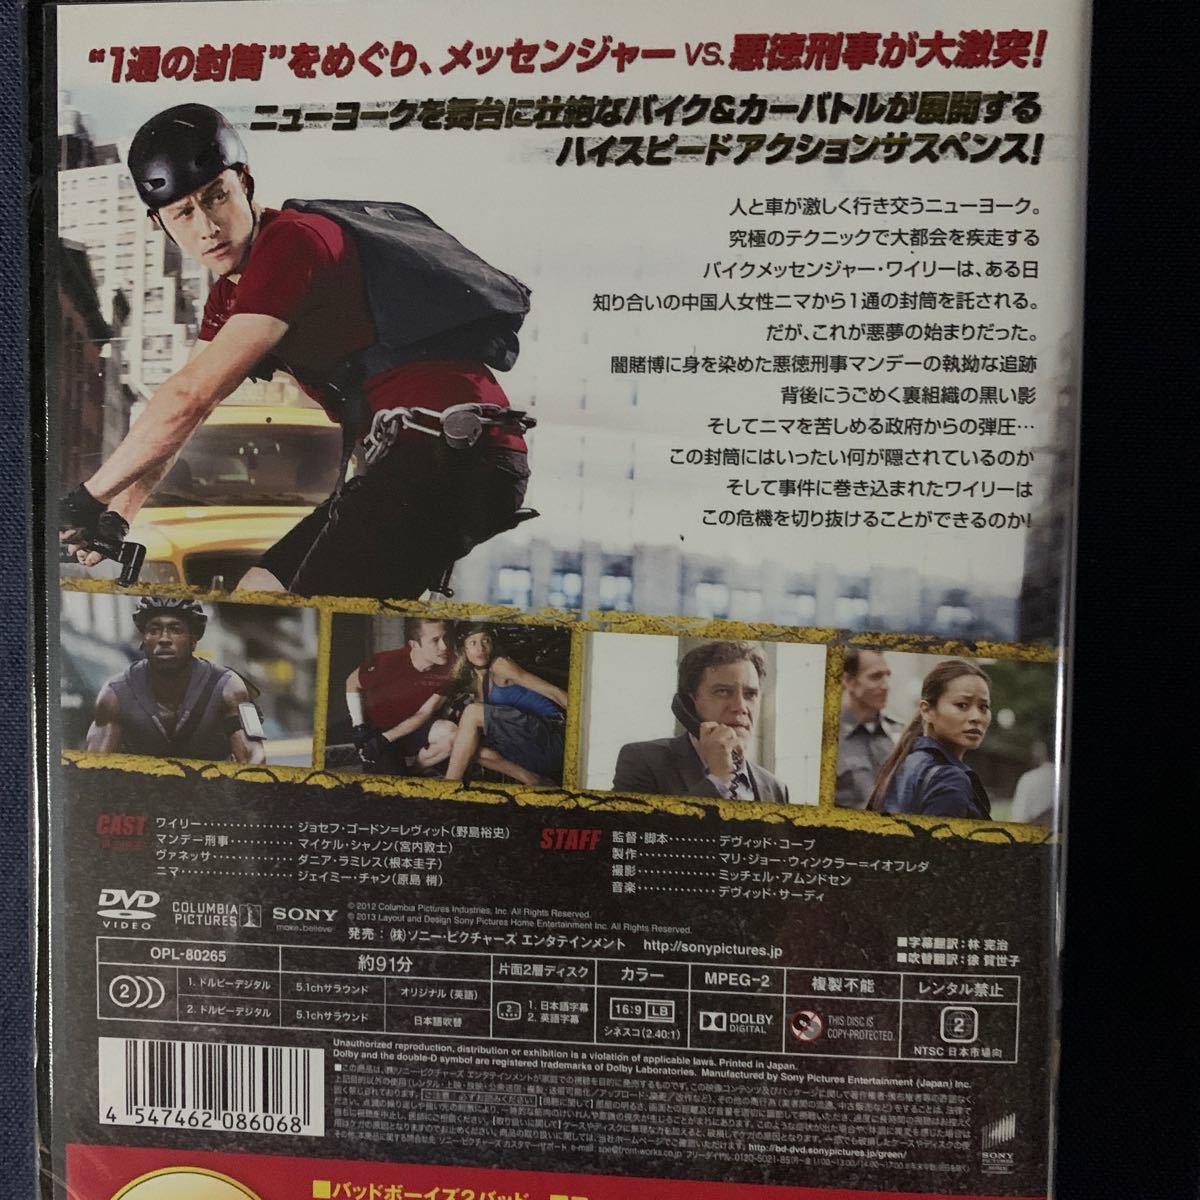 “1通の封筒”をめぐり、メッセンジャー VS. 悪徳刑事が大激突!
ニューヨークを舞台に壮絶なバイク&カーバトルが展開する
ハイスピードアクションサスペンス!
人と車が激しく行き交うニューヨーク。
究極のテクニックで大都会を疾走する
バイクメッセンジャー・ワイリーは、ある日
知り合いの中国人女性ニマから1通の封筒を託される。
だが、これが悪夢の始まりだった。
闇賭博に身を染めた悪徳刑事マンデーの執拗な追跡
背後にうごめく裏組織の黒い影
そしてニマを苦しめる政府からの弾圧…
この封筒にはいったい何が隠されているのか
そして事件に巻き込まれたワイリーは
この危機を切り抜けることができるのか!
CAST
ワイリー・・・・・・・・・・・・・ジョセフ・ゴードン=レヴィット(野島裕史)
マンデー刑事・・・・・・・・・・マイケル・シャノン(宮内敦士)
ヴァネッサ・・・・・・・・・・・・ダニア・ラミレス(根本圭子)
ニマ・・・・・・・・・・・・・・・・・ジェイミー・チャン(原島 梢)
STAFF
監督・脚本・・・・・・・・デヴィッド・コープ
製作・・・・・・・・・・・・マリ・ジョー・ウィンクラー=イオフレダ
撮影・・・・・・・・・・・・ミッチェル・アムンドセン
音楽・・・・・・・・・・・・デヴィッド・サーディ
DVD VIDEO
COLUMBIA PICTURES
SONY
make.believe
© 2012 Columbia Pictures Industries, Inc. All Rights Reserved.
© 2013 Layout and Design Sony Pictures Home Entertainment Inc. All Rights Reserved.
発売:(株)ソニー・ピクチャーズ エンタテインメント http://sonypictures.jp
■字幕翻訳:林 完治
■吹替翻訳:徐 賀世子
OPL-80265
約91分
片面2層ディスク
カラー
MPEG-2
複製不能
レンタル禁止
2
1. ドルビーデジタル 5.1chサラウンド オリジナル(英語)
2. ドルビーデジタル 5.1chサラウンド 日本語吹替
2
1. 日本語字幕
2. 英語字幕
16:9 LB
シネスコ(2.40:1)
DOLBY DIGITAL
THIS DISC IS COPY-PROTECTED.
2
NTSC 日本市場向
4 547462 086068
Unauthorized reproduction, distribution or exhibition is a violation of applicable laws. Printed in Japan.
Dolby and the double-D symbol are registered trademarks of Dolby Laboratories. Manufactured by Sony Pictures Entertainment (Japan) Inc.
http://bd-dvd.sonypictures.jp/green/
SONY PICTURES
■バッドボーイズ2バッド